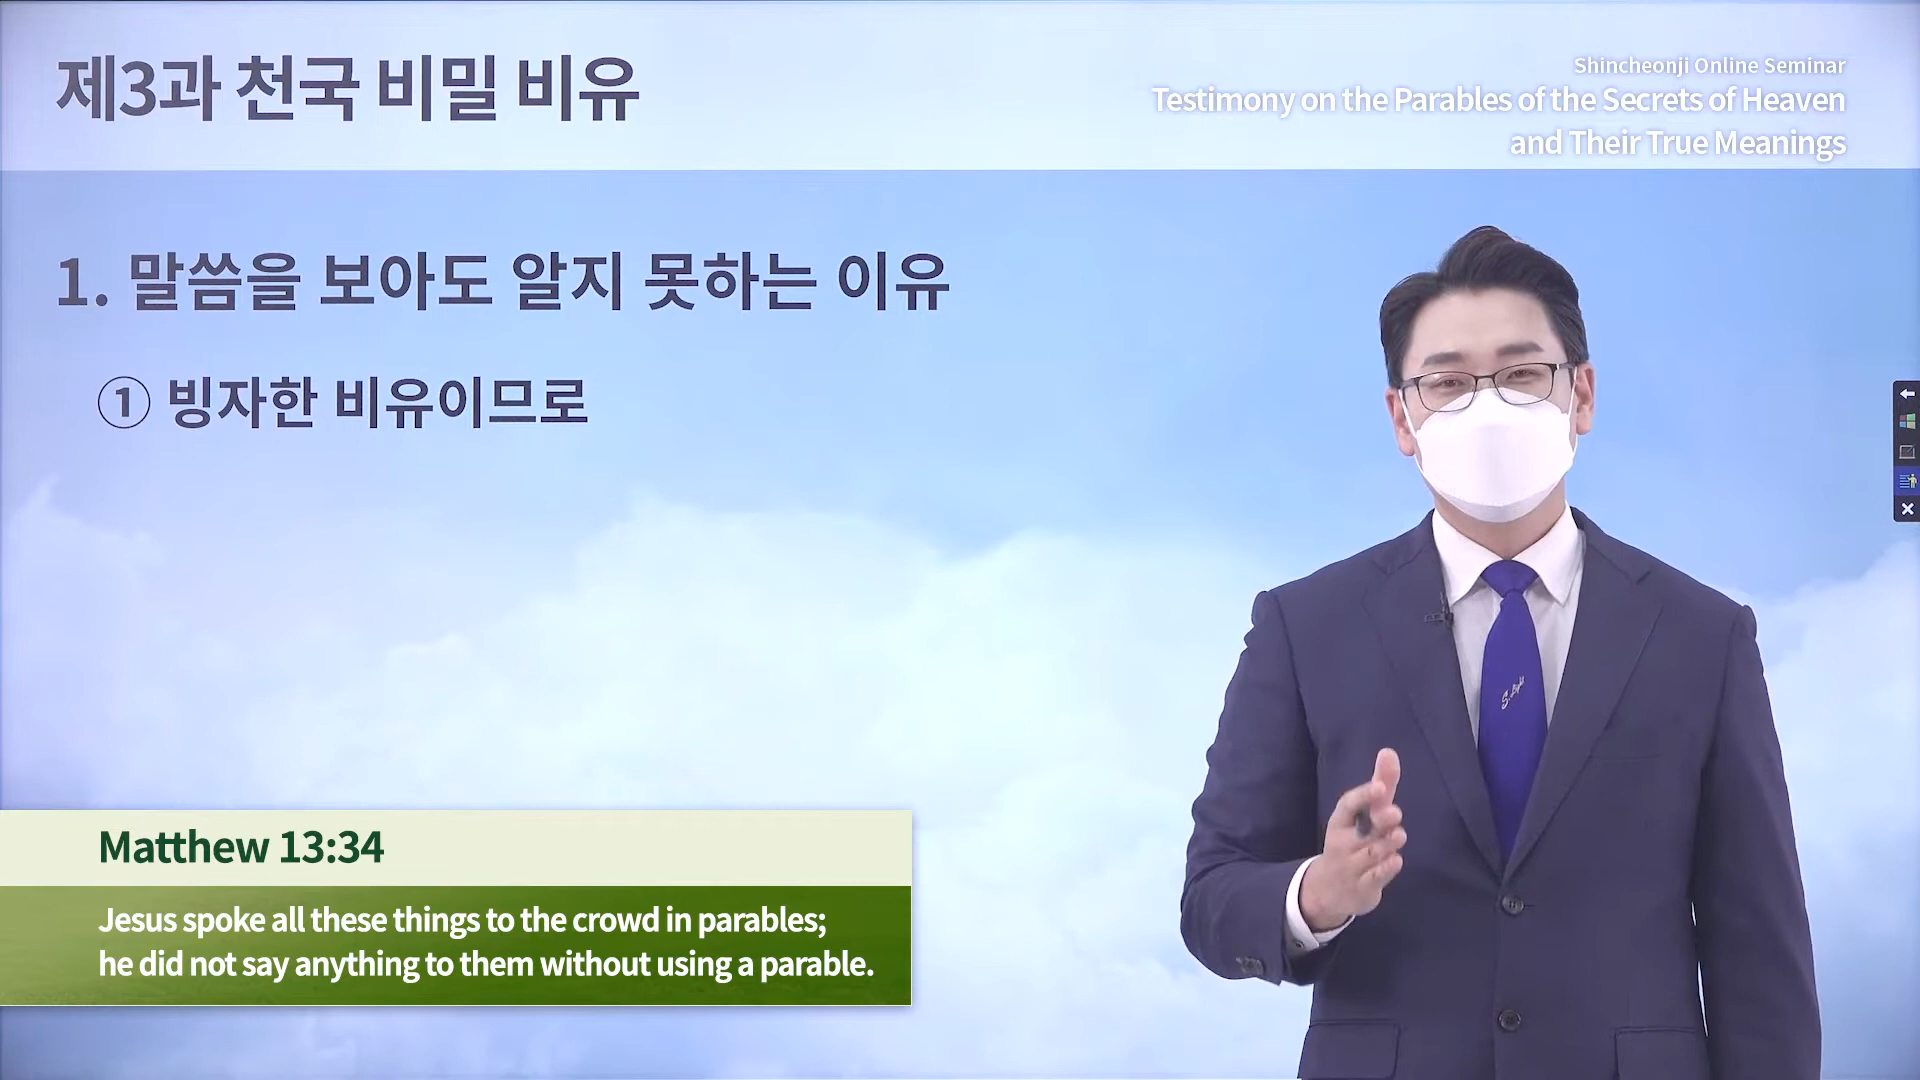 제3과 천국 비밀 비유
Shincheonji Online Seminar
Testimony on the Parables of the Secrets of Heaven
and Their True Meanings
1. 말씀을 보아도 알지 못하는 이유
① 빙자한 비유이므로
Matthew 13:34
Jesus spoke all these things to the crowd in parables;
he did not say anything to them without using a parable.